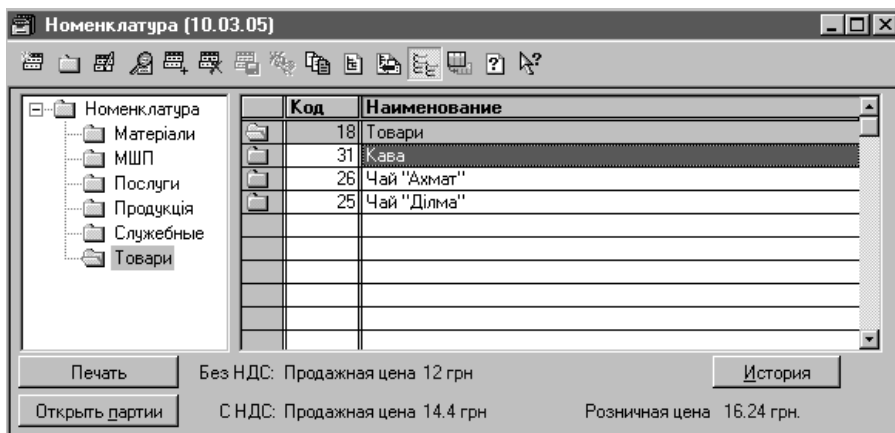 Номенклатура (10.03.05)
Номенклатура
Матеріали
МШП
Послуги
Продукція
Служебные
Товари
Код Наименование
18 Товари
31 Кава
26 Чай "Ахмат"
25 Чай "Ділма"
Печать Без НДС: Продажная цена 12 грн История
Открыть партии С НДС: Продажная цена 14.4 грн Розничная цена 16.24 грн.